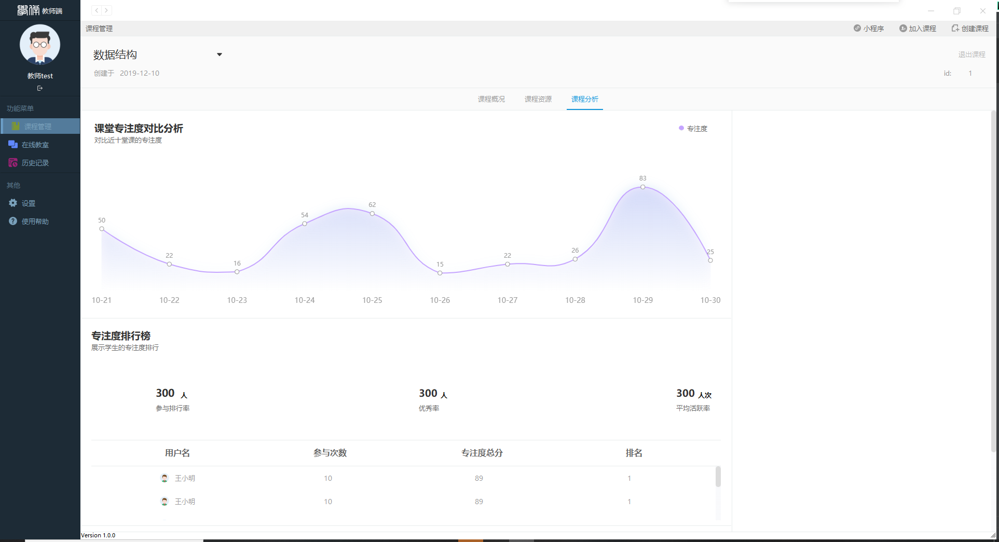 學伴 教师端
教师test
功能菜单
课程管理
在线教室
历史记录
其他
设置
使用帮助
课程管理
小程序
加入课程
创建课程
数据结构
退出课程
创建于 2019-12-10
id: 1
课程概况
课程资源
课程分析
课堂专注度对比分析
专注度
对比近十堂课的专注度
50
22
16
54
62
15
22
26
83
25
10-21
10-22
10-23
10-24
10-25
10-26
10-27
10-28
10-29
10-30
专注度排行榜
展示学生的专注度排行
300 人
参与排行率
300 人
优秀率
300 人次
平均活跃率
用户名 参与次数 专注度总分 排名
王小明 10 89 1
王小明 10 89 1
Version 1.0.0